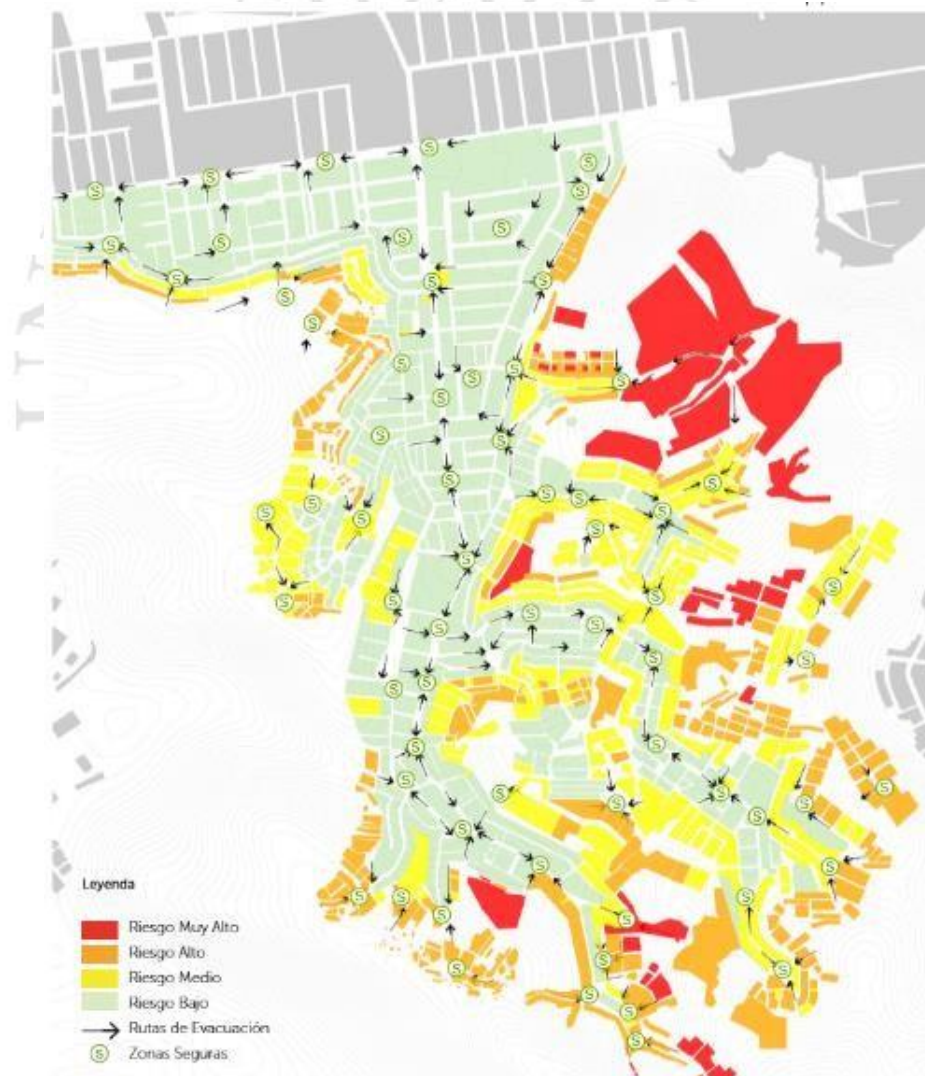 Leyenda
Riesgo Muy Alto
Riesgo Alto
Riesgo Medio
Riesgo Bajo
Rutas de Evacuación
Zonas Seguras